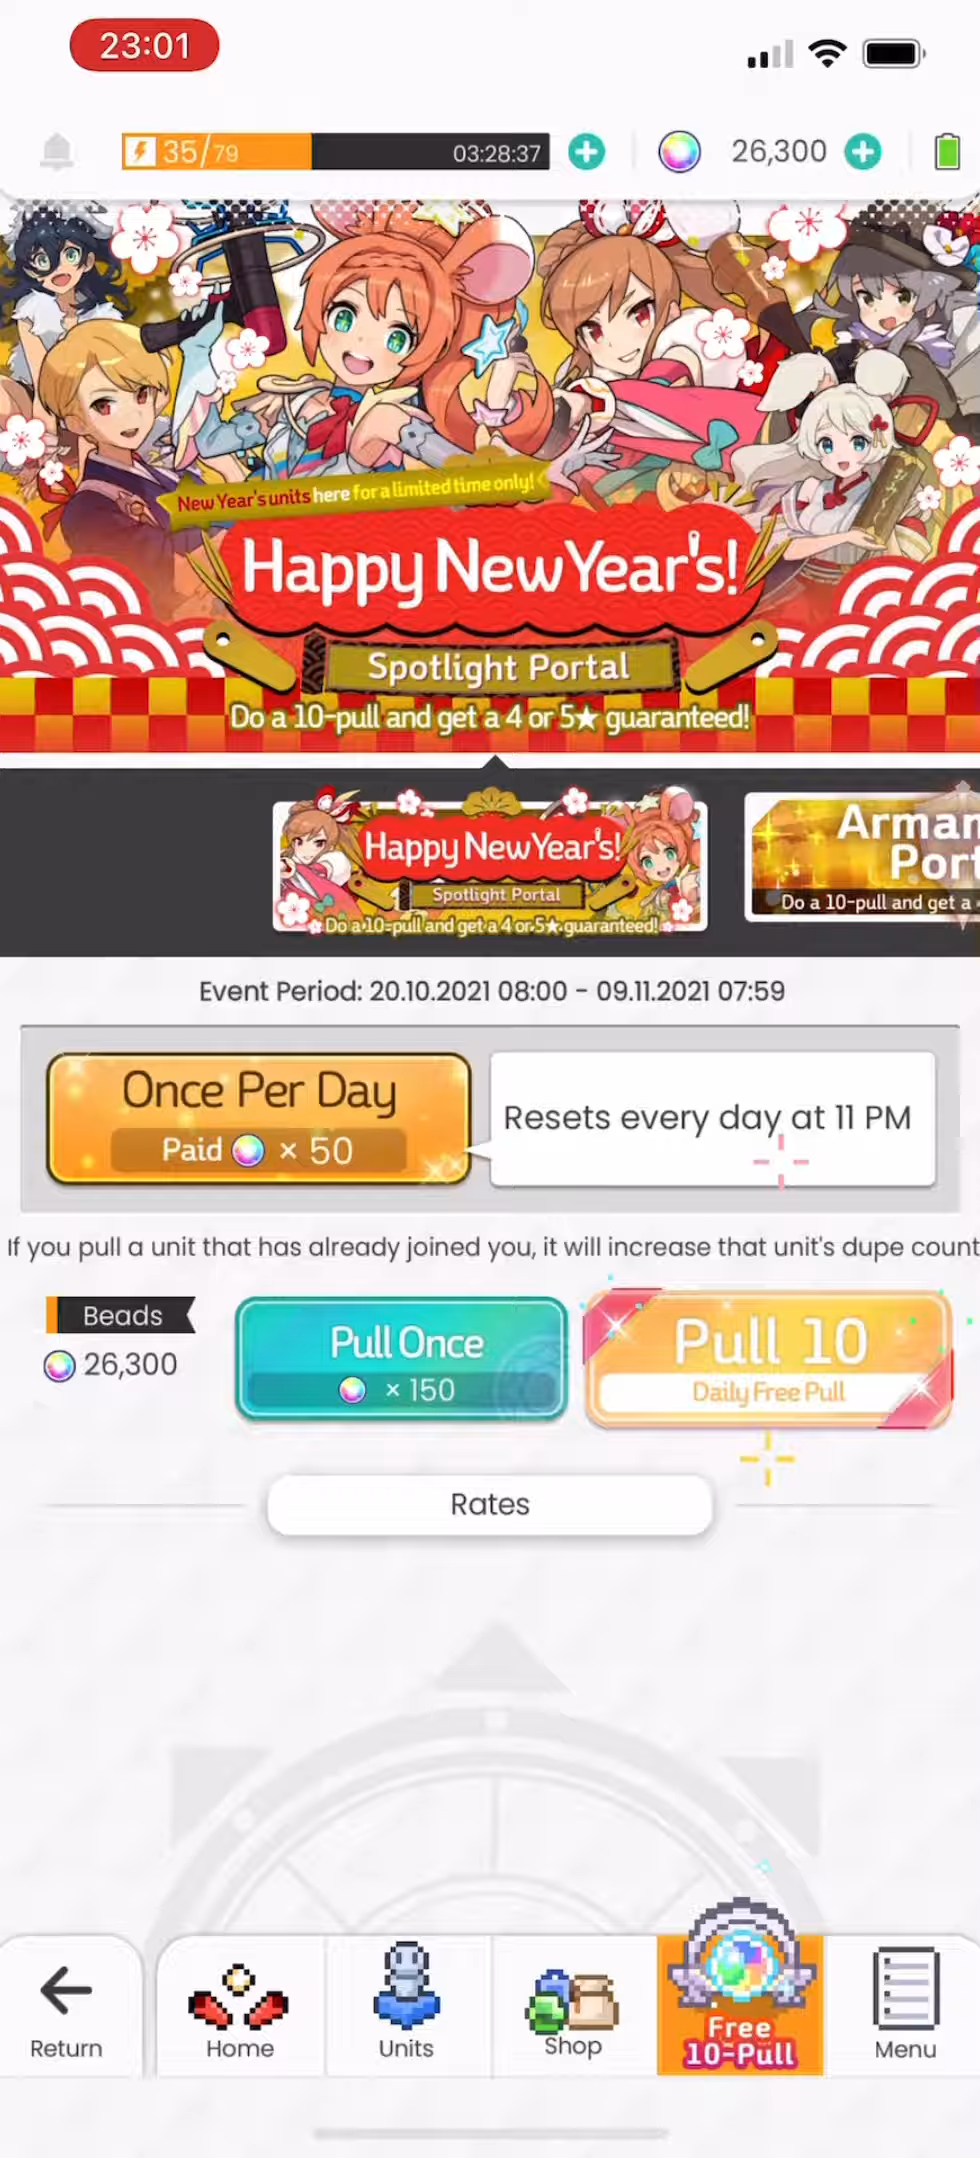 23:01
35/79
03:28:37
26,300
New Year's units here for a limited time only!
Happy New Year's!
Spotlight Portal
Do a 10-pull and get a 4 or 5★ guaranteed!
Happy New Year's!
Spotlight Portal
Do a 10-pull and get a 4 or 5★ guaranteed!
Do a 10-pull and get a
Event Period: 20.10.2021 08:00 - 09.11.2021 07:59
Once Per Day
Paid × 50
Resets every day at 11 PM
If you pull a unit that has already joined you, it will increase that unit's dupe count
Beads
26,300
Pull Once
× 150
Pull 10
Daily Free Pull
Rates
Return
Home
Units
Shop
Free
10-Pull
Menu